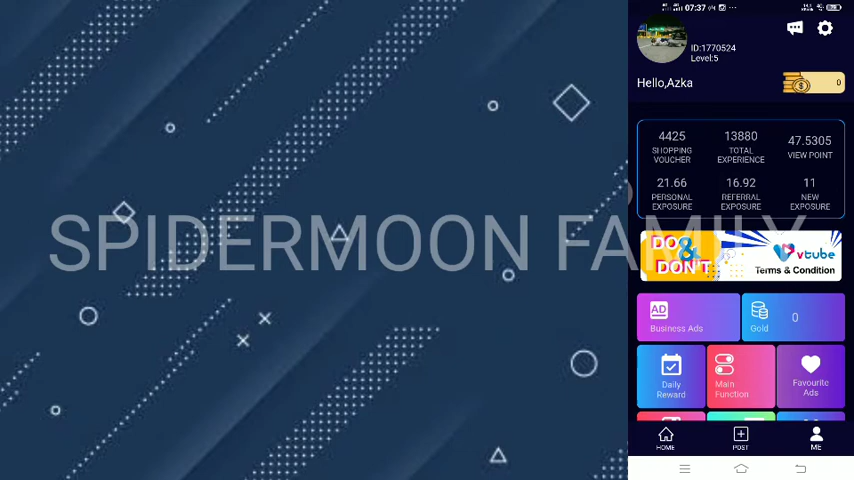 07:37
ID:1770524
Level:5
Hello,Azka
0
4425
SHOPPING
VOUCHER
13880
TOTAL
EXPERIENCE
47.5305
VIEW POINT
21.66
PERSONAL
EXPOSURE
16.92
REFERRAL
EXPOSURE
11
NEW
EXPOSURE
SPIDERMOON FAMILY
DO
&
DON'T
vtube
Terms & Condition
AD
Business Ads
Gold
0
Daily
Reward
Main
Function
Favourite
Ads
HOME
POST
ME